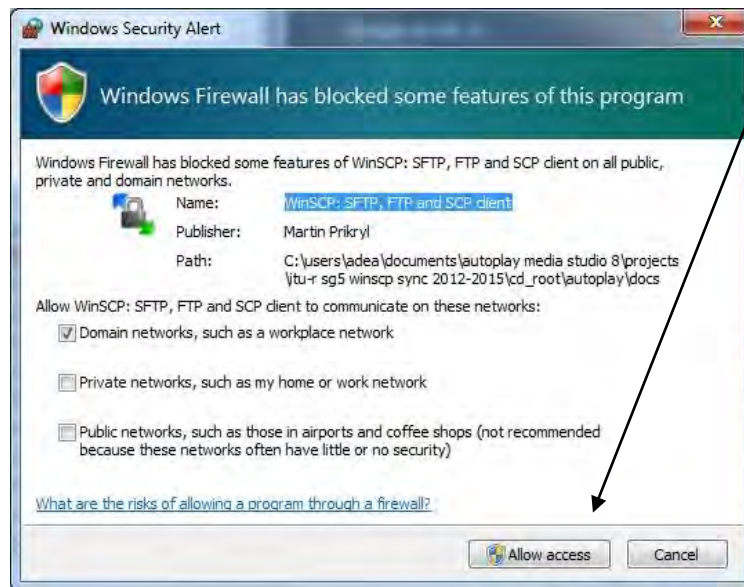 Windows Security Alert
Windows Firewall has blocked some features of this program
Windows Firewall has blocked some features of WinSCP: SFTP, FTP and SCP client on all public,
private and domain networks.
Name: WinSCP: SFTP, FTP and SCP client
Publisher: Martin Prikryl
Path: C:\users\adea\documents\autoplay media studio 8\projects
\itu-r sg5 winscp sync 2012-2015\cd_root\autoplay\docs
Allow WinSCP: SFTP, FTP and SCP client to communicate on these networks:
Domain networks, such as a workplace network
Private networks, such as my home or work network
Public networks, such as those in airports and coffee shops (not recommended
because these networks often have little or no security)
What are the risks of allowing a program through a firewall?
Allow access Cancel